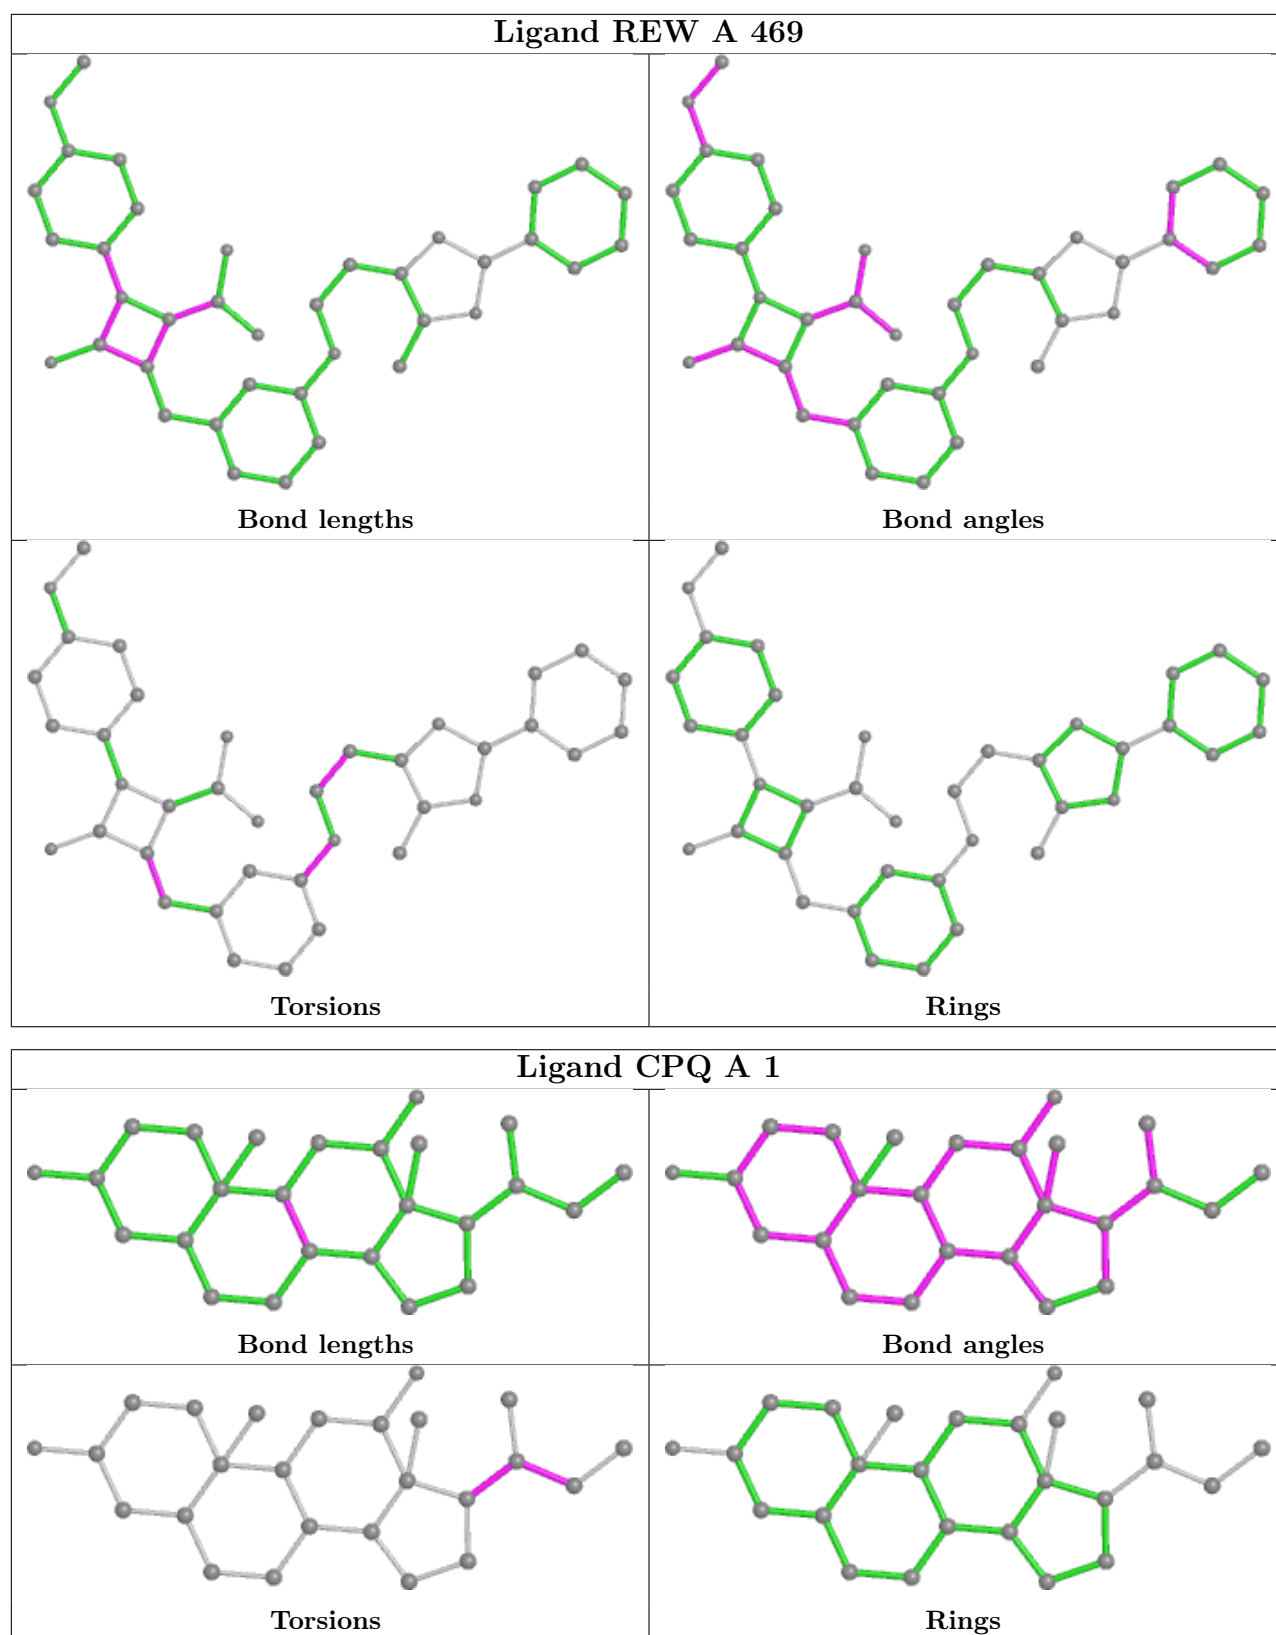 Ligand REW A 469
Bond lengths
Bond angles
Torsions
Rings
Ligand CPQ A 1
Bond lengths
Bond angles
Torsions
Rings